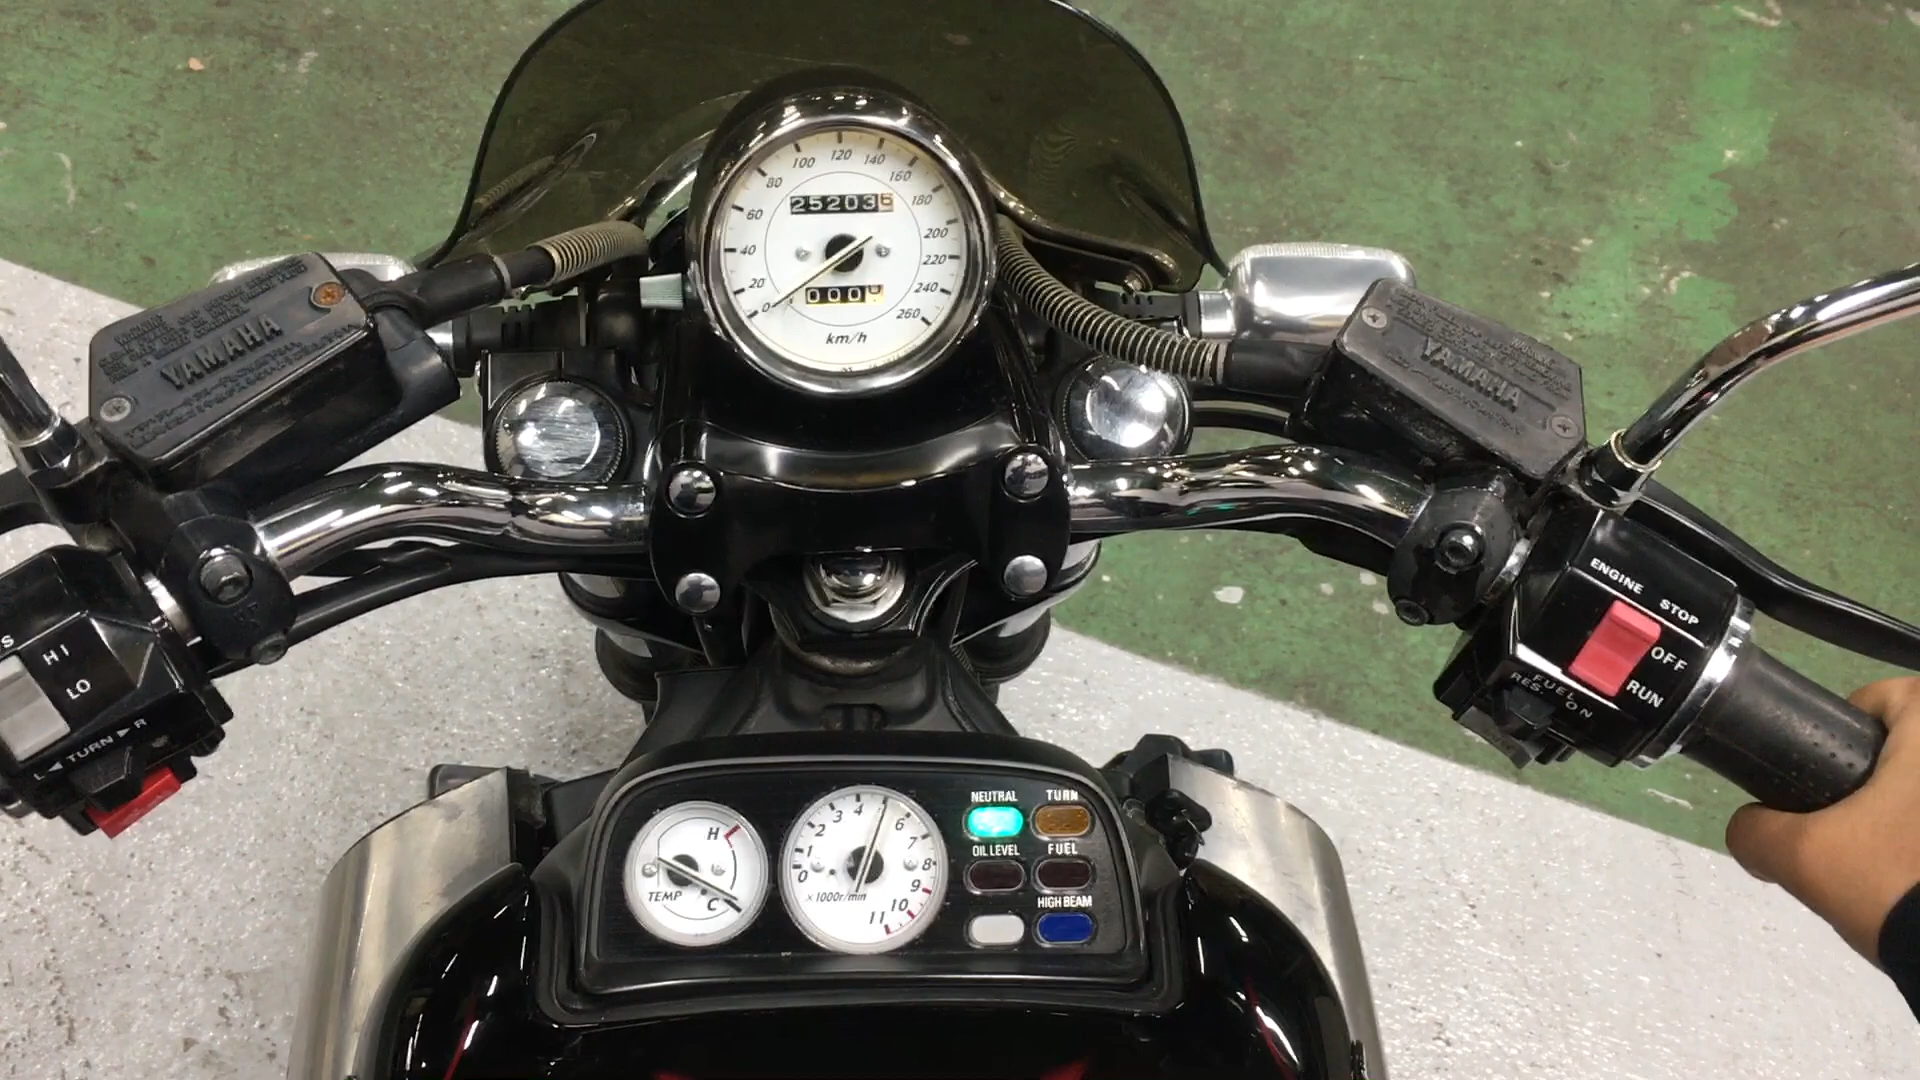 100 120 140
80 160
252036 180
60
200
40
220
20 000 240
0 260
km/h
YAMAHA
YAMAHA
ENGINE STOP
OFF
RUN
FUEL
RES. ON
HI
LO
L ◄ TURN ► R
H
TEMP
C
0 1 2 3 4 6 7 8 9 10 11
×1000r/min
NEUTRAL TURN
OIL LEVEL FUEL
HIGH BEAM